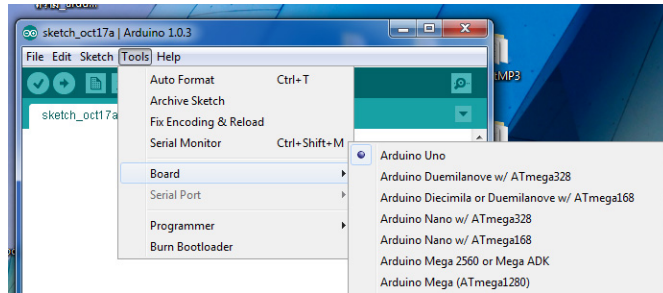 sketch_oct17a | Arduino 1.0.3
File Edit Sketch Tools Help
MP3
sketch_oct17a
Auto Format Ctrl+T
Archive Sketch
Fix Encoding & Reload
Serial Monitor Ctrl+Shift+M
Board
Serial Port
Programmer
Burn Bootloader
Arduino Uno
Arduino Duemilanove w/ ATmega328
Arduino Diecimila or Duemilanove w/ ATmega168
Arduino Nano w/ ATmega328
Arduino Nano w/ ATmega168
Arduino Mega 2560 or Mega ADK
Arduino Mega (ATmega1280)